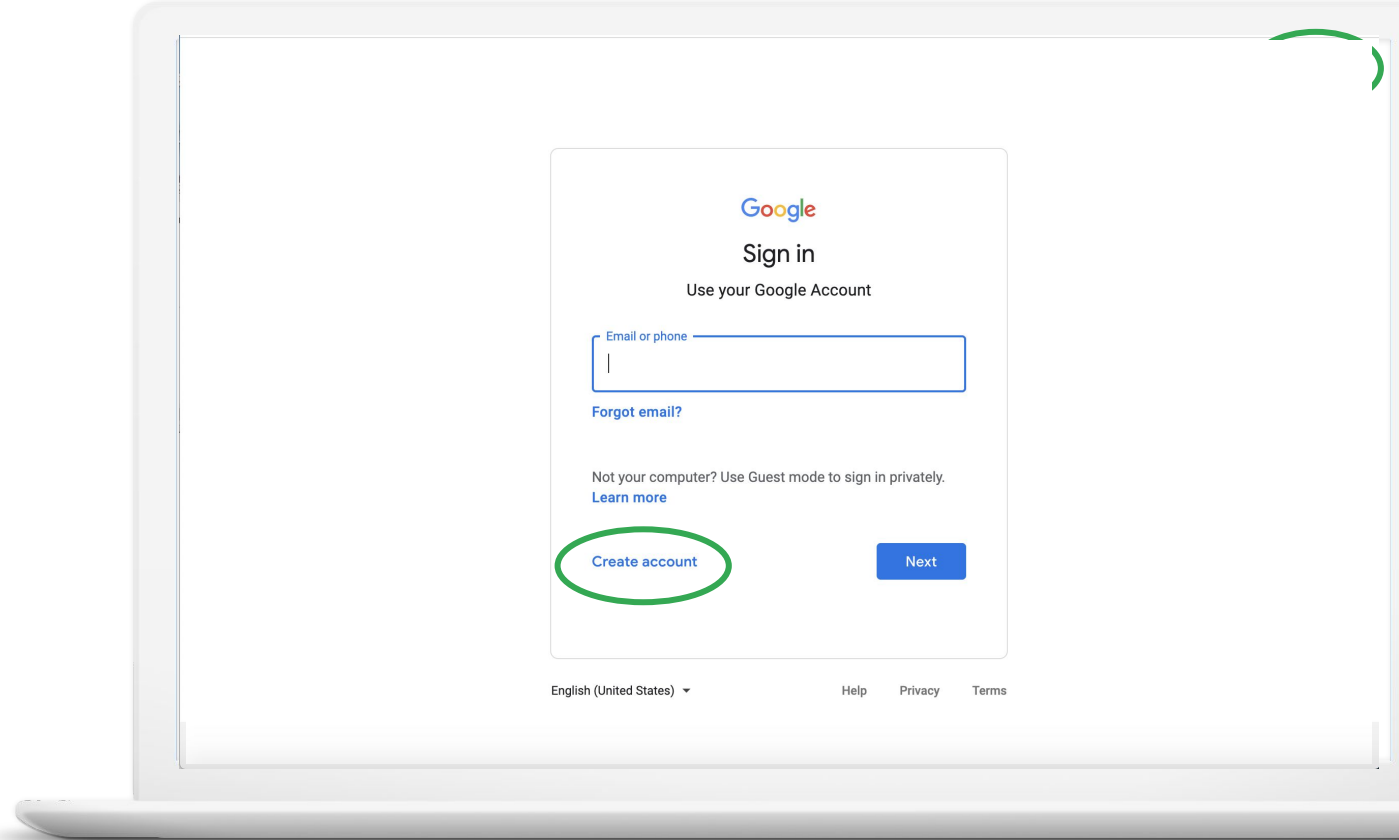 Google
Sign in
Use your Google Account
Email or phone
Forgot email?
Not your computer? Use Guest mode to sign in privately.
Learn more
Create account
Next
English (United States)
Help Privacy Terms